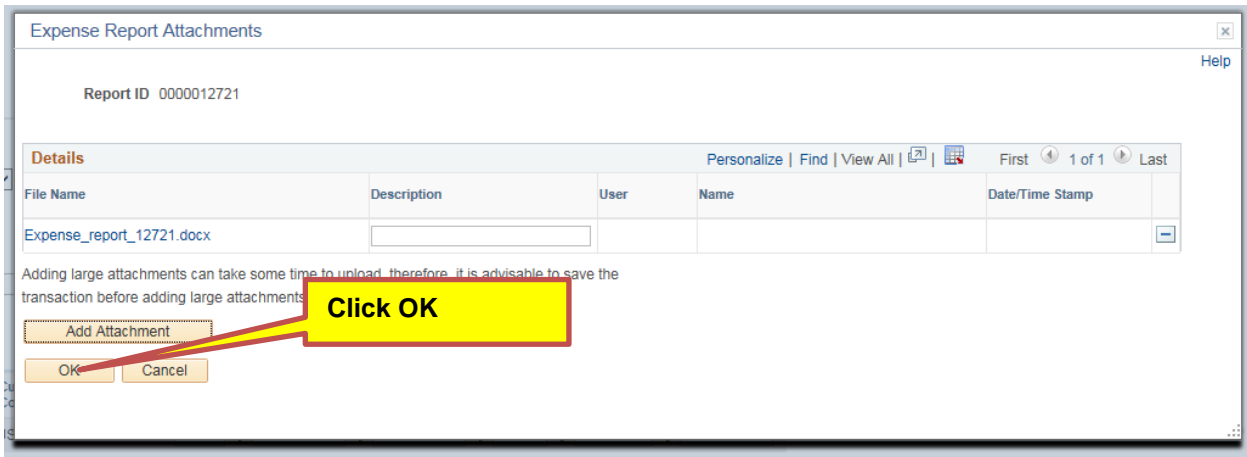 Expense Report Attachments
Help
Report ID 0000012721
Details Personalize | Find | View All | | First 1 of 1 Last
File Name Description User Name Date/Time Stamp
Expense_report_12721.docx
Adding large attachments can take some time to upload, therefore, it is advisable to save the
transaction before adding large attachments
Click OK
Add Attachment
OK Cancel